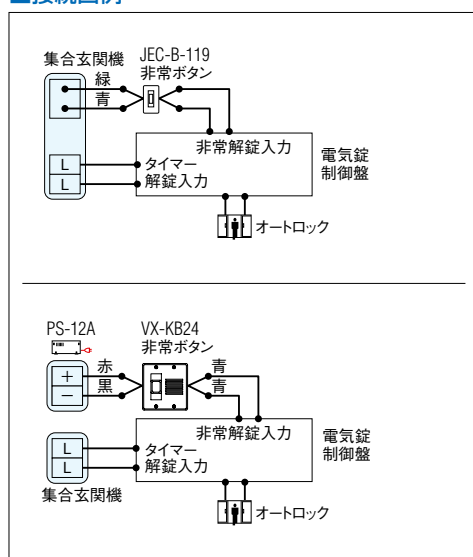 ■接続図例
集合玄関機
JEC-B-119
非常ボタン
緑
青
非常解錠入力
L
L
タイマー
解錠入力
電気錠
制御盤
オートロック
PS-12A
VX-KB24
非常ボタン
+
−
赤
黒
青
青
非常解錠入力
L
L
タイマー
解錠入力
電気錠
制御盤
集合玄関機
オートロック